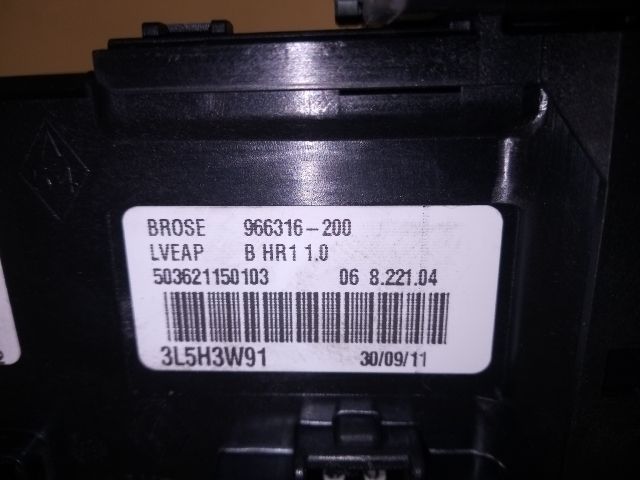 BROSE 966316-200
LVEAP B HR1 1.0
503621150103 06 8.221.04
3L5H3W91 30/09/11